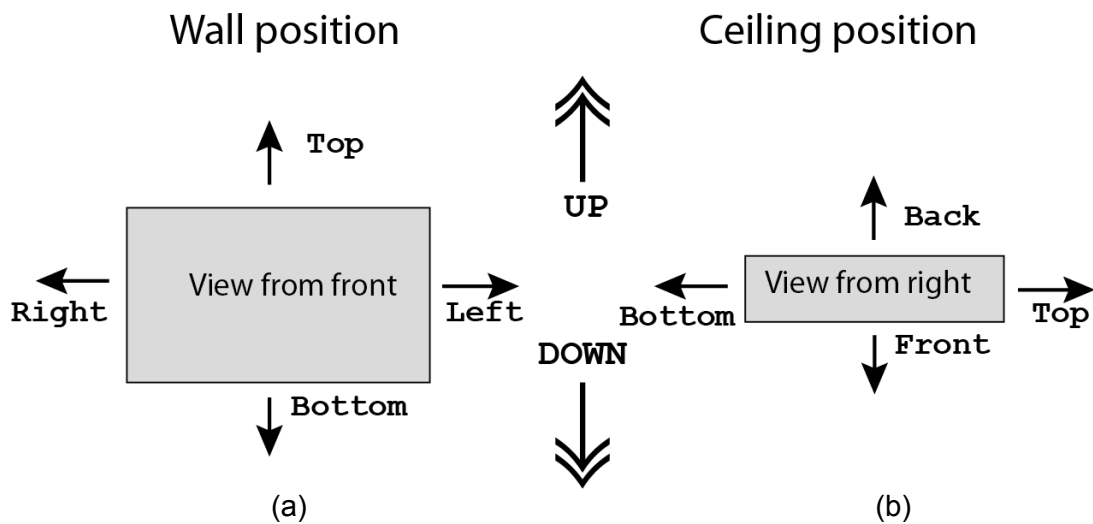 Wall position
Ceiling position
Top
UP
Back
View from front
View from right
Right
Left
Bottom
Top
DOWN
Front
Bottom
(a)
(b)